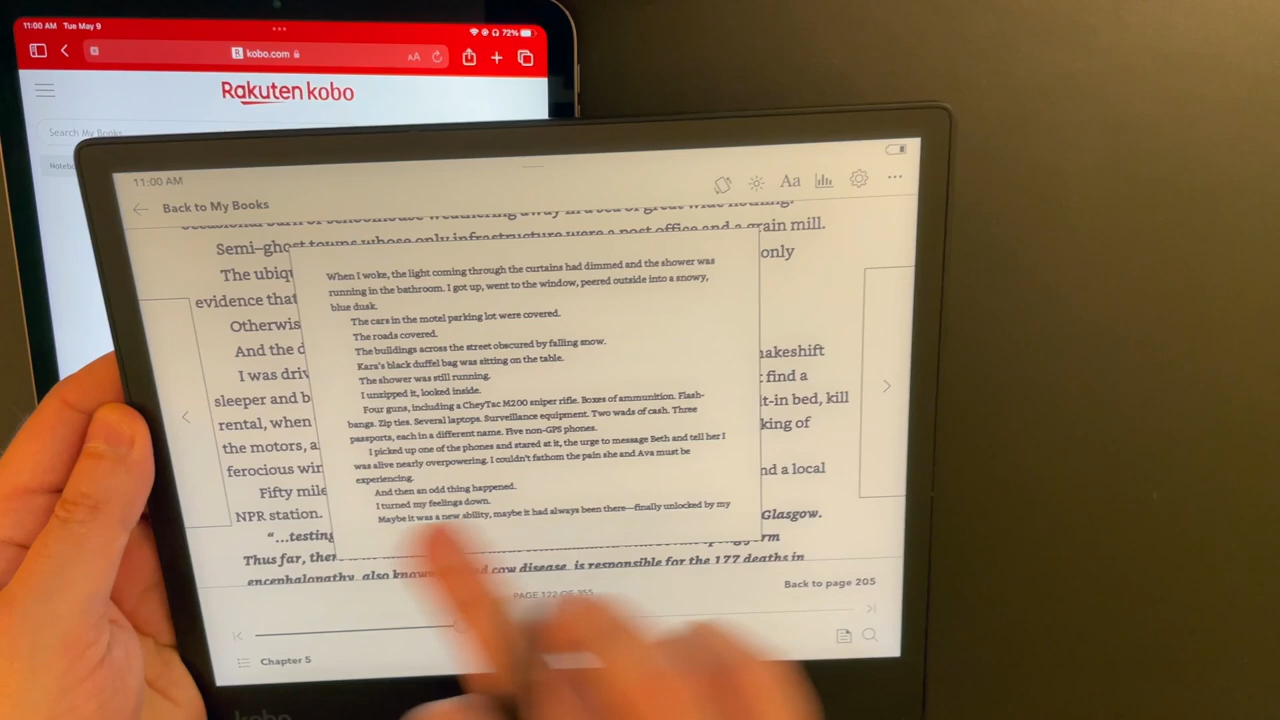 11:00 AM Tue May 9
72%
kobo.com
AA
Rakuten kobo
Search My Books
11:00 AM
Back to My Books
Aa
Semi-ghost towns whose only infrastructure were a post office and a grain mill.
The ubiq
only
evidence that
Otherwis
And the
akeshift
I was driv
find a
sleeper and b
t-in bed, kill
rental, when
king of
the motors, a
ferocious wir
nd a local
Fifty mile
NPR station.
“…testing
Glasgow.
Thus far, ther
encephalopathy, also know cow disease, is responsible for the 177 deaths in
When I woke, the light coming through the curtains had dimmed and the shower was
running in the bathroom. I got up, went to the window, peered outside into a snowy,
blue dusk.
The cars in the motel parking lot were covered.
The roads covered.
The buildings across the street obscured by falling snow.
Kara's black duffel bag was sitting on the table.
The shower was still running.
I unzipped it, looked inside.
Four guns, including a CheyTac M200 sniper rifle. Boxes of ammunition. Flash-
bangs. Zip ties. Several laptops. Surveillance equipment. Two wads of cash. Three
passports, each in a different name. Five non-GPS phones.
I picked up one of the phones and stared at it, the urge to message Beth and tell her I
was alive nearly overpowering. I couldn't fathom the pain she and Ava must be
experiencing.
And then an odd thing happened.
I turned my feelings down.
Maybe it was a new ability, maybe it had always been there—finally unlocked by my
Back to page 205
PAGE 122 OF 355
Chapter 5
kobo